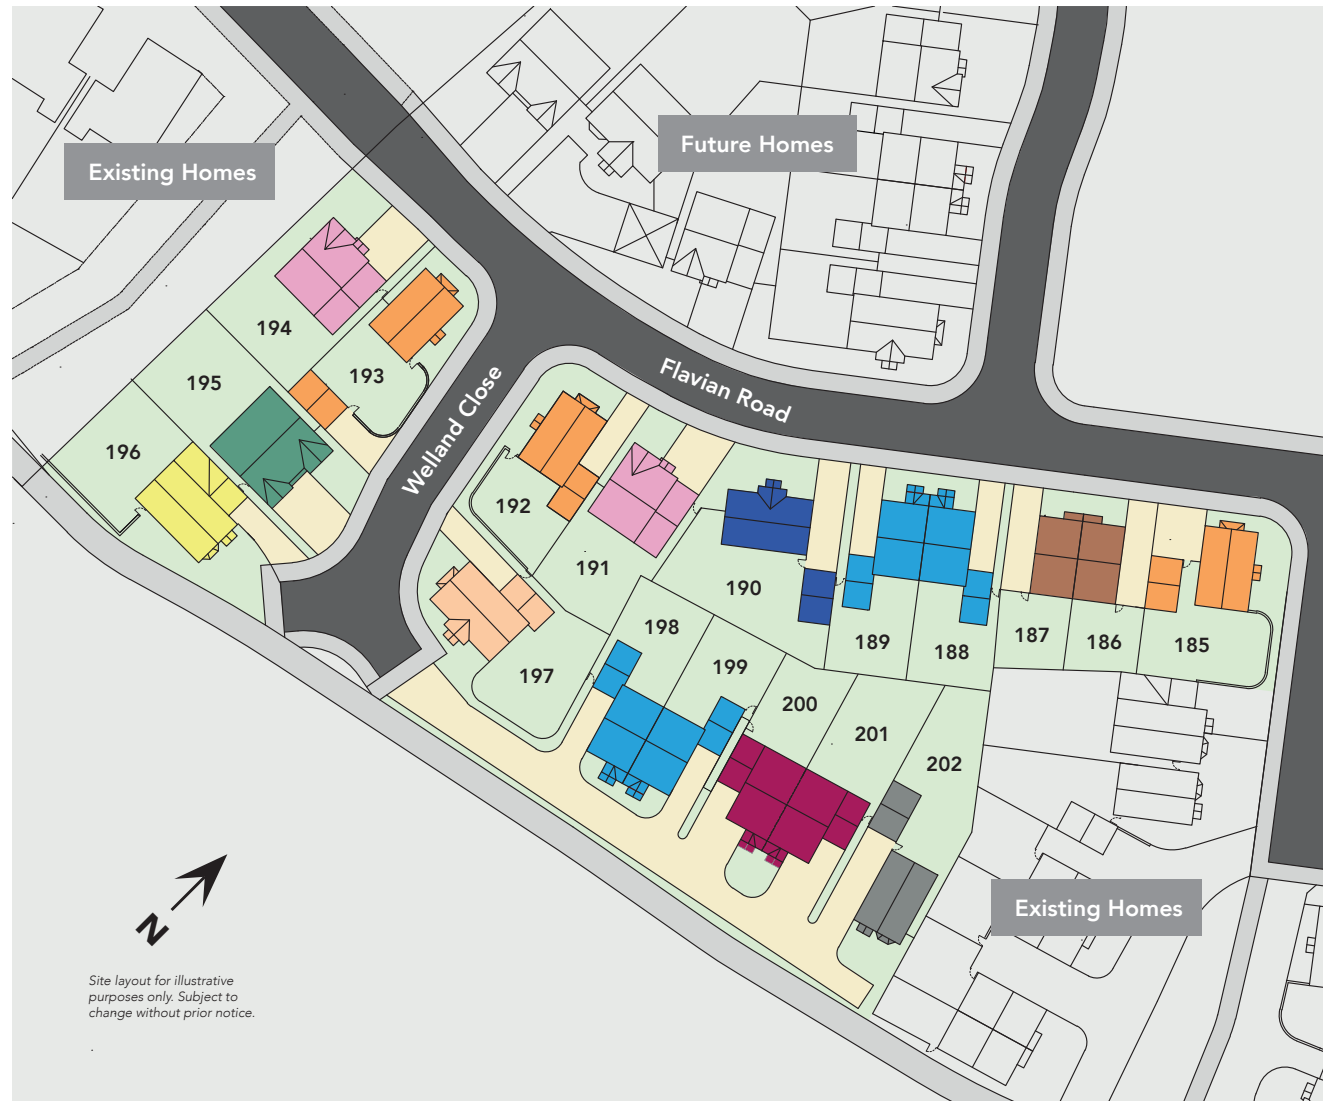 Future Homes
Existing Homes
194
193
195
196
Welland Close
Flavian Road
192
191
190
189
188
187
186
185
198
199
197
200
201
202
Existing Homes
N
Site layout for illustrative
purposes only. Subject to
change without prior notice.